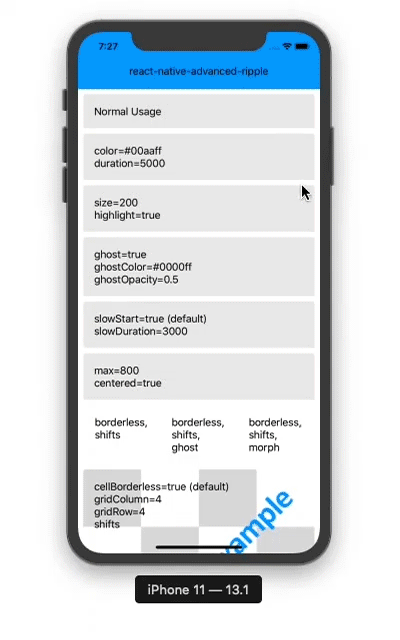 7:27
react-native-advanced-ripple
Normal Usage
color=#00aaff
duration=5000
size=200
highlight=true
ghost=true
ghostColor=#0000ff
ghostOpacity=0.5
slowStart=true (default)
slowDuration=3000
max=800
centered=true
borderless,
shifts
borderless,
shifts,
ghost
borderless,
shifts,
morph
cellBorderless=true (default)
gridColumn=4
gridRow=4
shifts
ample
iPhone 11 — 13.1